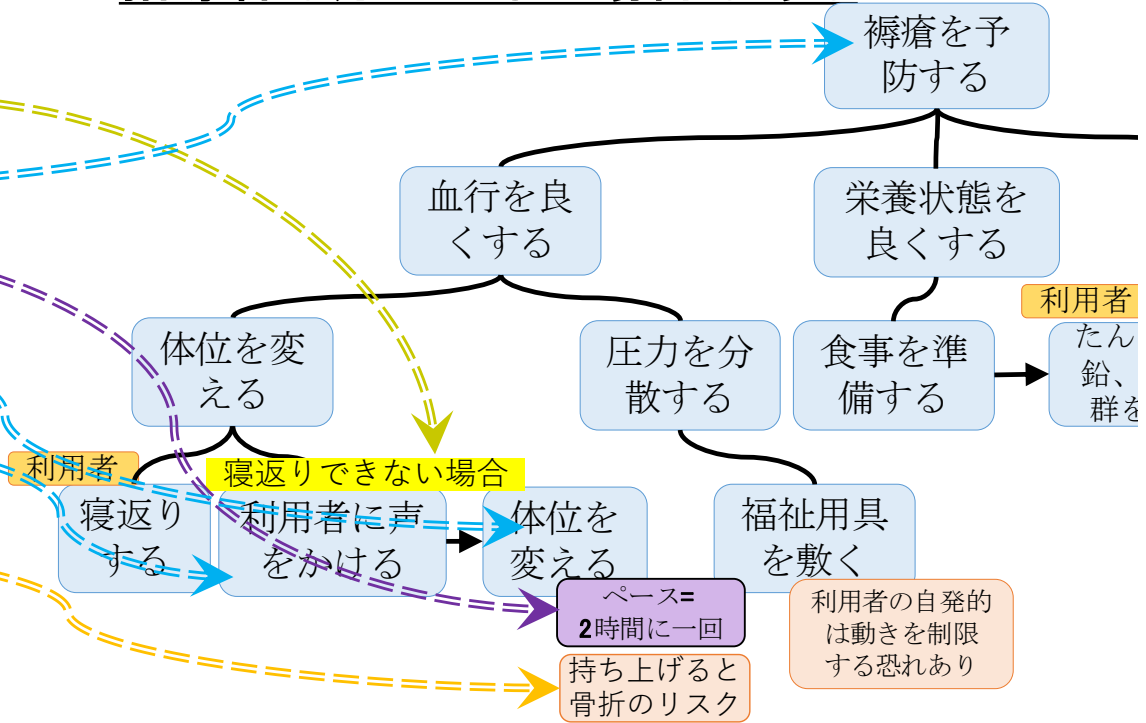 褥瘡を予
防する
血行を良
くする
栄養状態を
良くする
利用者
体位を変
える
圧力を分
散する
食事を準
備する
たん
鉛、
群を
利用者
寝返りできない場合
寝返り
する
利用者に声
をかける
体位を
変える
福祉用具
を敷く
ペース=
2時間に一回
利用者の自発的
は動きを制限
する恐れあり
持ち上げると
骨折のリスク